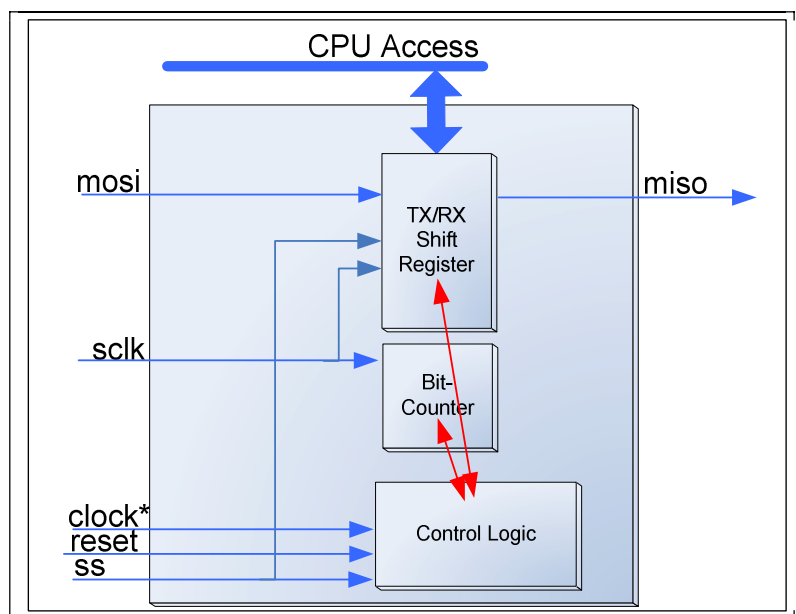 CPU Access
mosi
miso
TX/RX
Shift
Register
sclk
Bit-
Counter
clock*
reset
ss
Control Logic